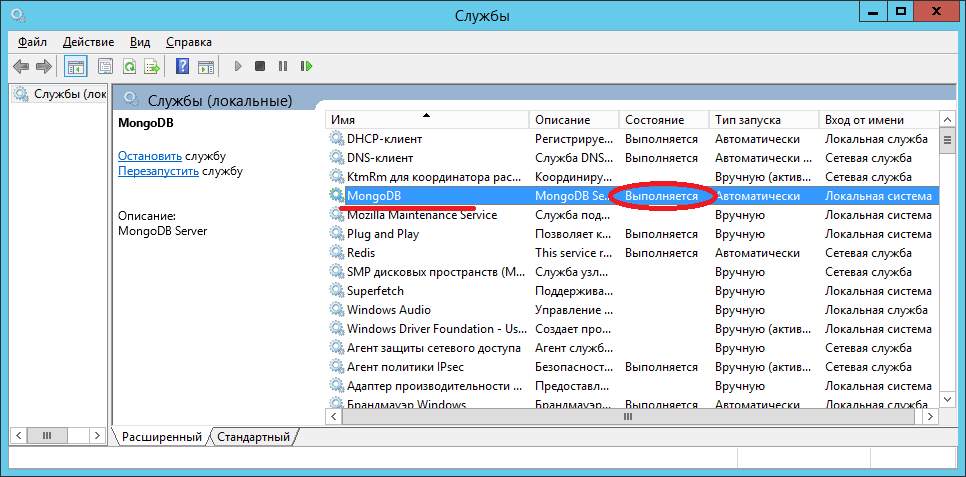 Службы
Файл Действие Вид Справка
Службы (лок
Службы (локальные)
MongoDB
Остановить службу
Перезапустить службу
Описание:
MongoDB Server
Имя Описание Состояние Тип запуска Вход от имени
DHCP-клиент Регистрируе... Выполняется Автоматически Локальная служба
DNS-клиент Служба DNS... Выполняется Автоматически... Сетевая служба
KtmRm для координатора рас... Координиру... Вручную (актив... Сетевая служба
MongoDB MongoDB Se... Выполняется Автоматически Локальная система
Mozilla Maintenance Service Служба под... Вручную Локальная система
Plug and Play Позволяет к... Выполняется Вручную Локальная система
Redis This service r... Выполняется Автоматически Сетевая служба
SMP дисковых пространств (М... Служба узл... Вручную Сетевая служба
Superfetch Поддержива... Вручную Локальная система
Windows Audio Управление ... Вручную Локальная служба
Windows Driver Foundation - Us... Создает про... Вручную (актив... Локальная система
Агент защиты сетевого доступа Агент служб... Вручную Сетевая служба
Агент политики IPsec Безопасност... Выполняется Вручную (актив... Сетевая служба
Адаптер производительности ... Предоставл... Вручную Локальная система
Брандмауэр Windows Брандмауэр... Выполняется Автоматически Локальная служба
Расширенный Стандартный